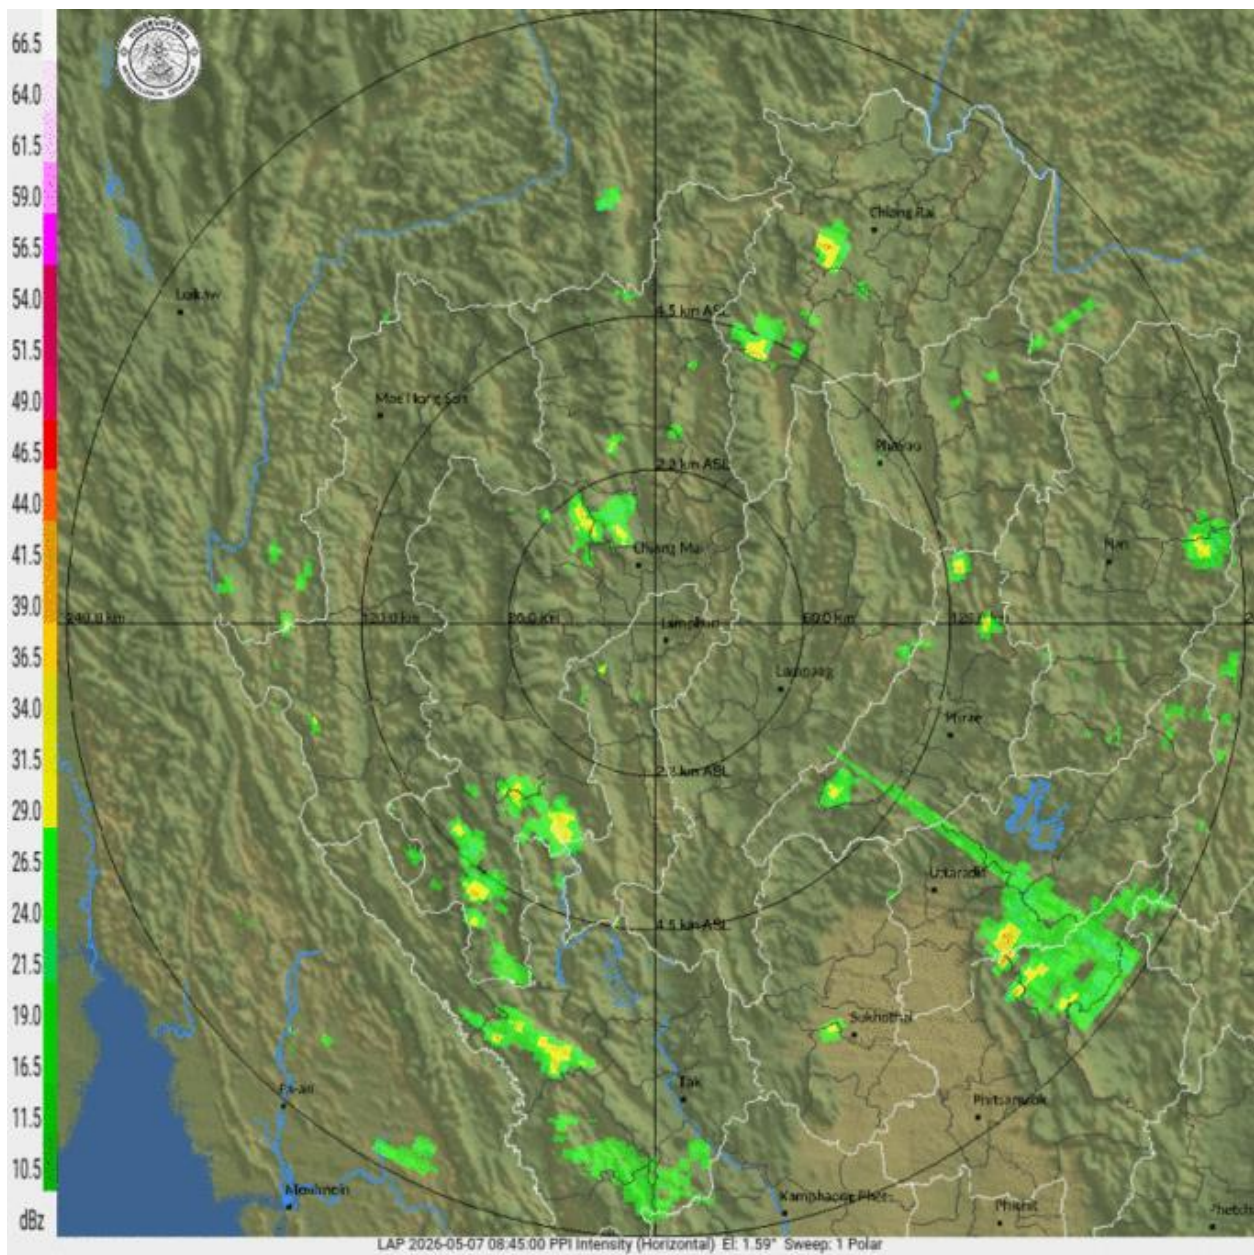 66.5
64.0
61.5
59.0
56.5
54.0
51.5
49.0
46.5
44.0
41.5
39.0
36.5
34.0
31.5
29.0
26.5
24.0
21.5
19.0
16.5
11.5
10.5
dBz
Chiang Rai
Loikaw
4.5 km ASL
Mae Hong Son
Phayao
2.2 km ASL
Nan
Chiang Mai
240.0 km
120.0 km
60.0 km
60.0 km
Lamphun
Lampang
Phrae
2.2 km ASL
Uttaradit
4.5 km ASL
Sukhothai
Tak
Pa-an
Phitsanulok
Kamphaeng Phet
Phichit
LAP 2026-05-07 08:45:00 PPI Intensity (Horizontal) El: 1.59° Sweep: 1 Polar